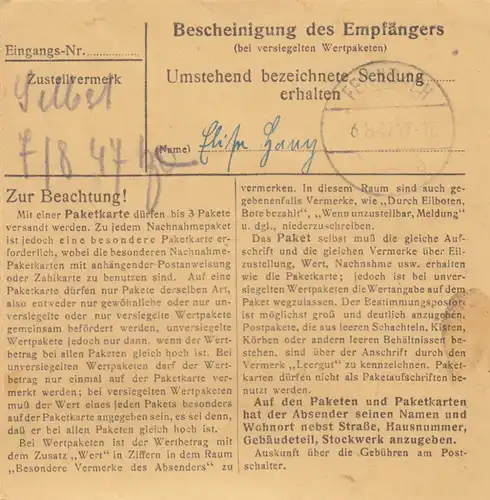 Bescheinigung des Empfängers
(bei versiegelten Wertpaketen)
Eingangs-Nr.
Zustellvermerk
Selbst
7/8 47
Umstehend bezeichnete Sendung
erhalten
6.8.47.17-18
(Name) Elise
Zur Beachtung!
Mit einer Paketkarte dürfen bis 3 Pakete
versandt werden. Zu jedem Nachnahmepaket
ist jedoch eine besondere Paketkarte er-
forderlich, wobei die besonderen Nachnahme-
Paketkarten mit anhängender Postanweisung
oder Zahlkarte zu benutzen sind. Auf eine
Paketkarte dürfen nur Pakete derselben Art,
also entweder nur gewöhnliche oder nur un-
versiegelte oder nur versiegelte Wertpakete
gemeinsam befördert werden, unversiegelte
Wertpakete jedoch nur dann, wenn der Wert-
betrag bei allen Paketen gleich hoch ist. Bei
unversiegelten Wertpaketen darf der Wert-
betrag nur einmal auf der Paketkarte ver-
merkt werden; bei versiegelten Wertpaketen
muß der Wert eines jeden Pakets besonders
auf der Paketkarte angegeben sein, es sei denn,
daß er bei allen Paketen gleich hoch ist.
Bei Wertpaketen ist der Wertbetrag mit
dem Zusatz „Wert" in Ziffern in dem Raum
„Besondere Vermerke des Absenders" zu
vermerken. In diesem Raum sind auch ge-
gebenenfalls Vermerke, wie „Durch Eilboten,
Bote bezahlt", „Wenn unzustellbar, Meldung"
u. dgl., niederzuschreiben.
Das Paket selbst muß die gleiche Auf-
schrift und die gleichen Vermerke über Eil-
zustellung, Wert, Nachnahme usw. erhalten
wie die Paketkarte; jedoch ist bei unver-
siegelten Wertpaketen die Wertangabe auf dem
Paket wegzulassen. Der Bestimmungspostort
ist möglichst groß und deutlich anzugeben.
Postpakete, die aus leeren Schachteln, Kisten,
Körben oder andern leeren Behältnissen be-
stehen, sind über der Anschrift durch den
Vermerk „Leergut" zu kennzeichnen. Paket-
karten dürfen nicht als Paketaufschriften be-
nutzt werden.
Auf den Paketen und Paketkarten
hat der Absender seinen Namen und
Wohnort nebst Straße, Hausnummer,
Gebäudeteil, Stockwerk anzugeben.
Auskunft über die Gebühren am Post-
schalter.